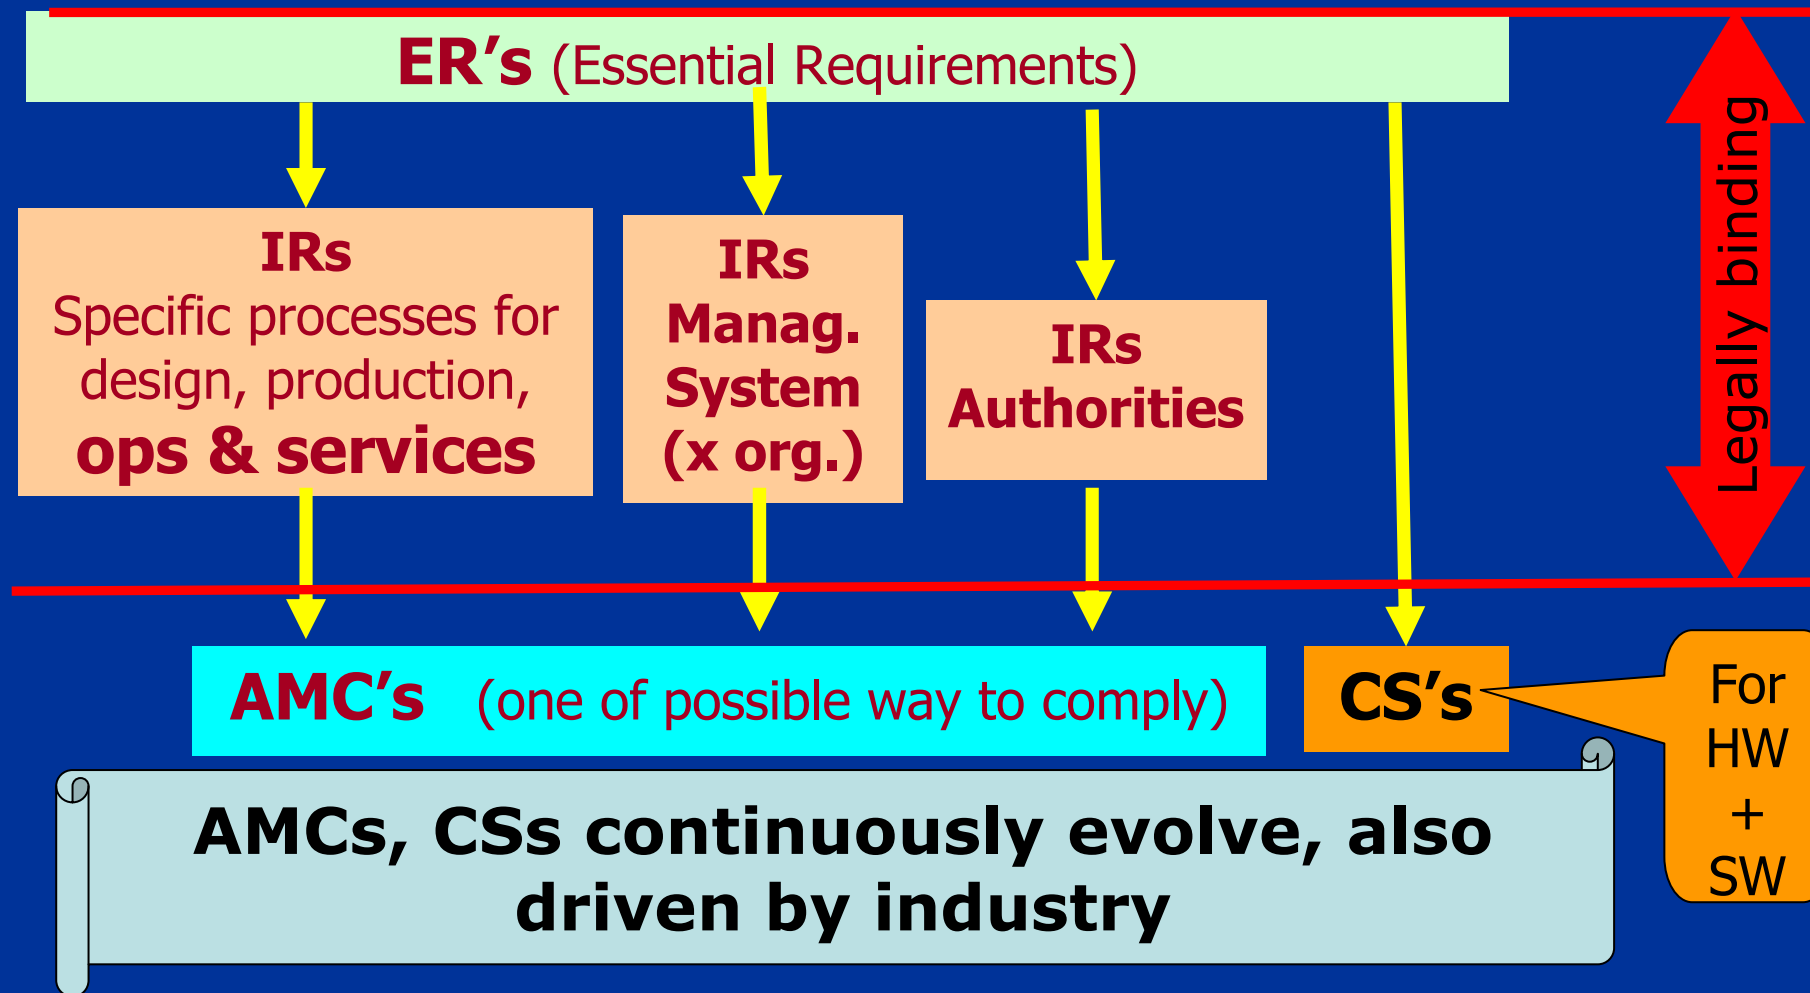 ER’s (Essential Requirements)
IRs
Specific processes for
design, production,
ops & services
IRs
Manag.
System
(x org.)
IRs
Authorities
Legally binding
AMC’s (one of possible way to comply)
CS’s
For
HW
+
SW
AMCs, CSs continuously evolve, also
driven by industry